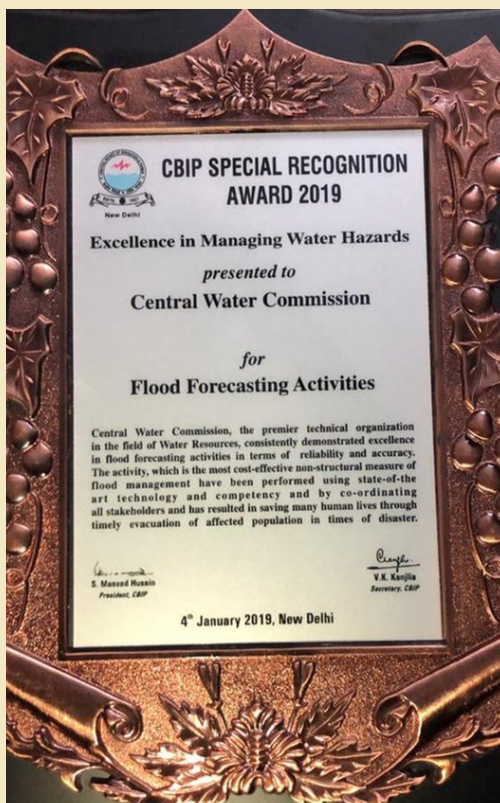 CBIP SPECIAL RECOGNITION
AWARD 2019
New Delhi
Excellence in Managing Water Hazards
presented to
Central Water Commission
for
Flood Forecasting Activities
Central Water Commission, the premier technical organization
in the field of Water Resources, consistently demonstrated excellence
in flood forecasting activities in terms of reliability and accuracy.
The activity, which is the most cost-effective non-structural measure of
flood management have been performed using state-of-the
art technology and competency and by co-ordinating
all stakeholders and has resulted in saving many human lives through
timely evacuation of affected population in times of disaster.
S. Masood Husain
President, CBIP
V.K. Kanjlia
Secretary, CBIP
4th January 2019, New Delhi